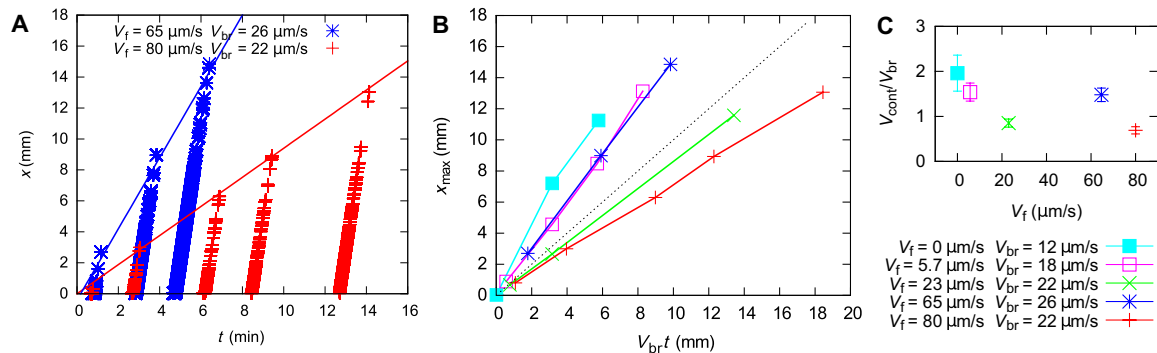 A
V_f = 65 µm/s V_br = 26 µm/s
V_f = 80 µm/s V_br = 22 µm/s
18
16
14
12
10
8
6
4
2
0
x (mm)
0 2 4 6 8 10 12 14 16
t (min)
B
18
16
14
12
10
8
6
4
2
0
x_max (mm)
0 2 4 6 8 10 12 14 16 18 20
V_br t (mm)
C
3
2
1
0
V_cont/V_br
0 20 40 60 80
V_f (µm/s)
V_f = 0 µm/s V_br = 12 µm/s
V_f = 5.7 µm/s V_br = 18 µm/s
V_f = 23 µm/s V_br = 22 µm/s
V_f = 65 µm/s V_br = 26 µm/s
V_f = 80 µm/s V_br = 22 µm/s